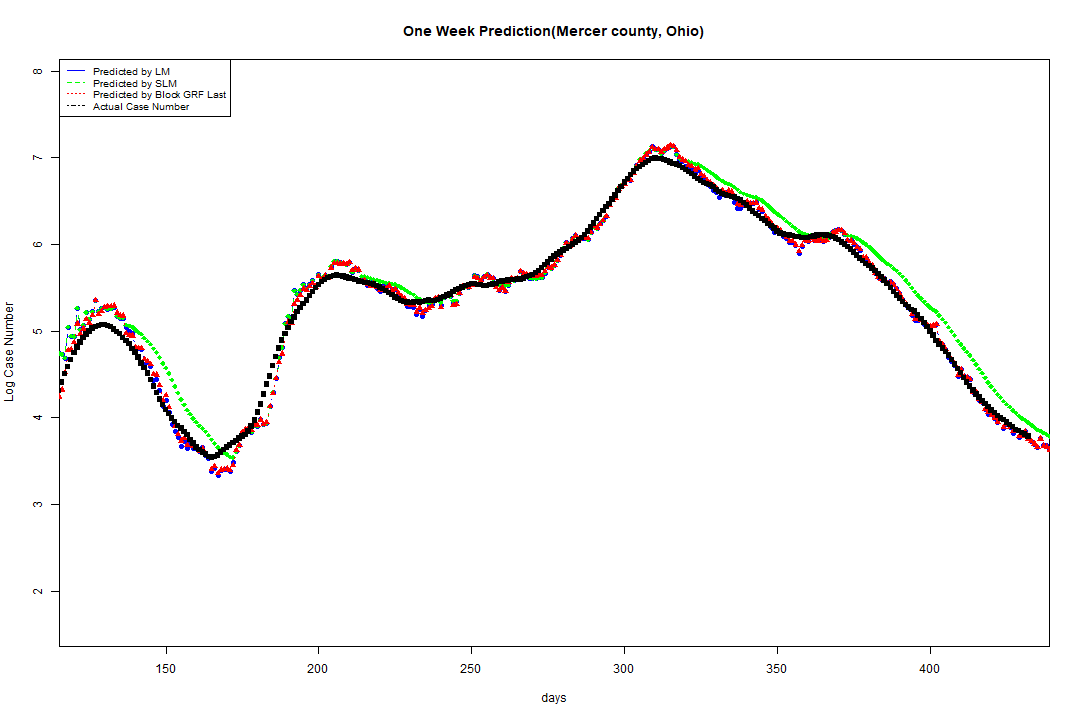 One Week Prediction(Mercer county, Ohio)
Predicted by LM
Predicted by SLM
Predicted by Block GRF Last
Actual Case Number
8
7
6
5
4
3
2
Log Case Number
150 200 250 300 350 400
days